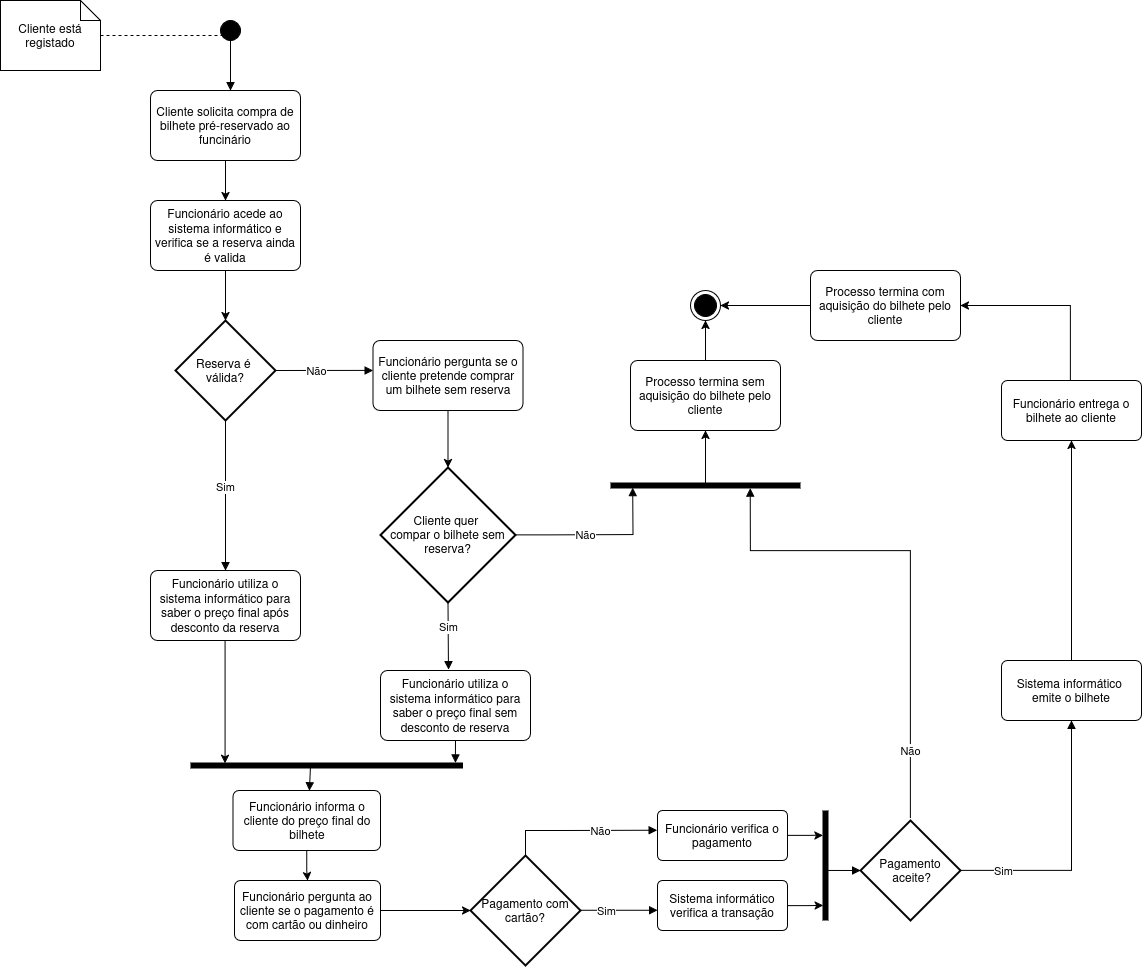 Cliente está
registado
Cliente solicita compra de
bilhete pré-reservado ao
funcinário
Funcionário acede ao
sistema informático e
verifica se a reserva ainda
é valida
Reserva é
válida?
Não
Funcionário pergunta se o
cliente pretende comprar
um bilhete sem reserva
Sim
Cliente quer
compar o bilhete sem
reserva?
Não
Processo termina sem
aquisição do bilhete pelo
cliente
Processo termina com
aquisição do bilhete pelo
cliente
Funcionário entrega o
bilhete ao cliente
Funcionário utiliza o
sistema informático para
saber o preço final após
desconto da reserva
Sim
Funcionário utiliza o
sistema informático para
saber o preço final sem
desconto de reserva
Sistema informático
emite o bilhete
Funcionário informa o
cliente do preço final do
bilhete
Funcionário pergunta ao
cliente se o pagamento é
com cartão ou dinheiro
Pagamento com
cartão?
Não
Funcionário verifica o
pagamento
Sim
Sistema informático
verifica a transação
Pagamento
aceite?
Não
Sim